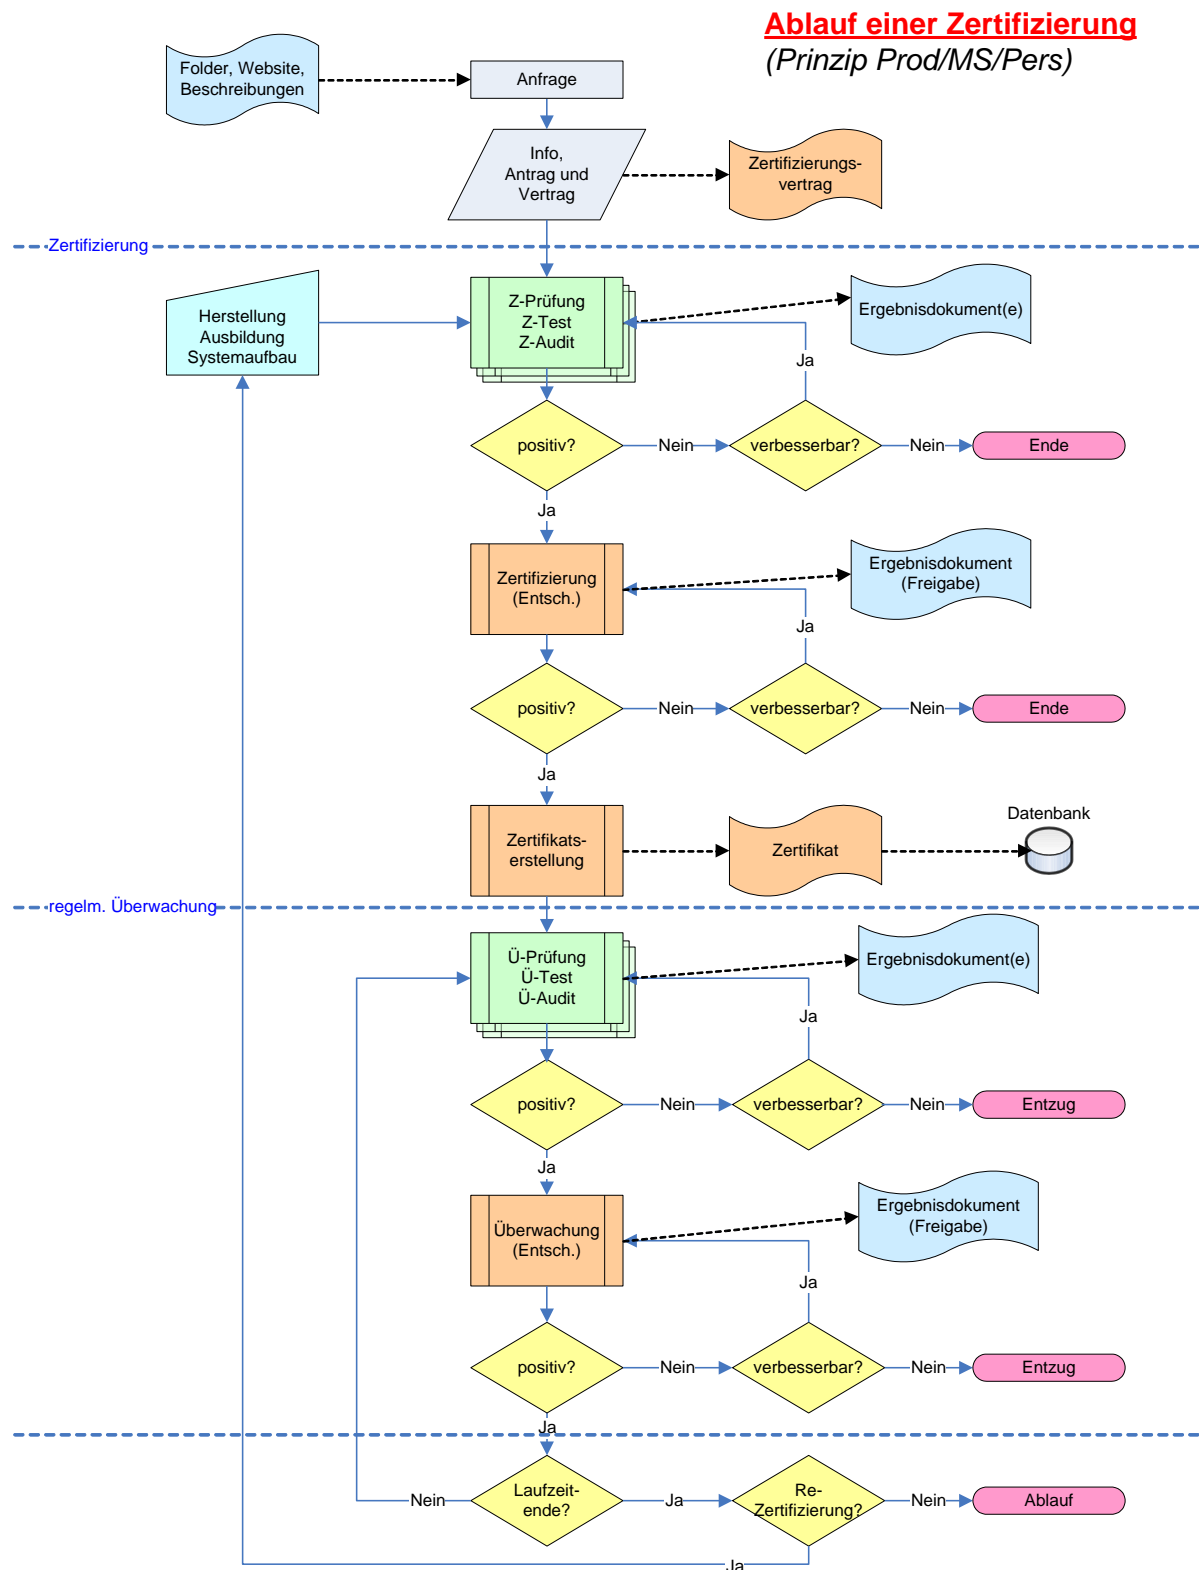 Ablauf einer Zertifizierung
(Prinzip Prod/MS/Pers)
Folder, Website,
Beschreibungen
Anfrage
Info,
Antrag und
Vertrag
Zertifizierungs-
vertrag
Zertifizierung
Herstellung
Ausbildung
Systemaufbau
Z-Prüfung
Z-Test
Z-Audit
Ergebnisdokument(e)
Ja
positiv?
Nein
verbesserbar?
Nein
Ende
Ja
Zertifizierung
(Entsch.)
Ergebnisdokument
(Freigabe)
Ja
positiv?
Nein
verbesserbar?
Nein
Ende
Ja
Zertifikats-
erstellung
Zertifikat
Datenbank
regelm. Überwachung
Ü-Prüfung
Ü-Test
Ü-Audit
Ergebnisdokument(e)
Ja
positiv?
Nein
verbesserbar?
Nein
Entzug
Ja
Überwachung
(Entsch.)
Ergebnisdokument
(Freigabe)
Ja
positiv?
Nein
verbesserbar?
Nein
Entzug
Ja
Nein
Laufzeit-
ende?
Ja
Re-
Zertifizierung?
Nein
Ablauf
Ja